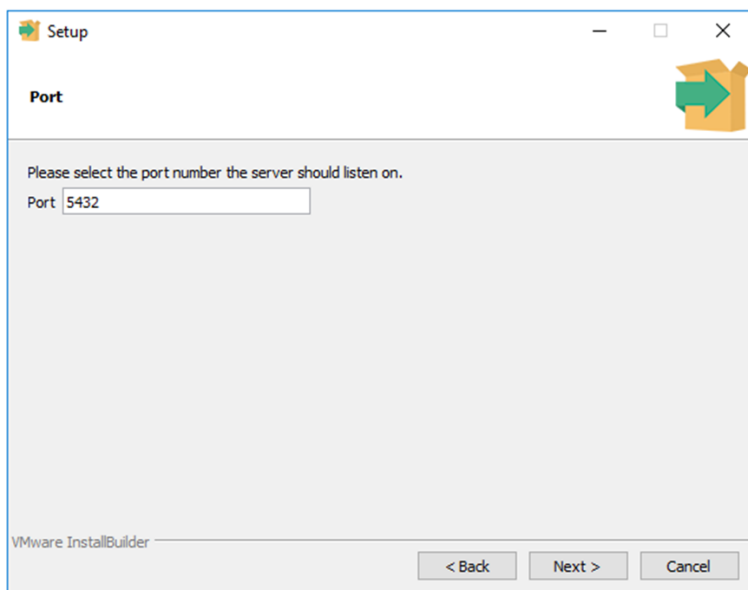 Setup
Port
Please select the port number the server should listen on.
Port 5432
VMware InstallBuilder
< Back Next > Cancel